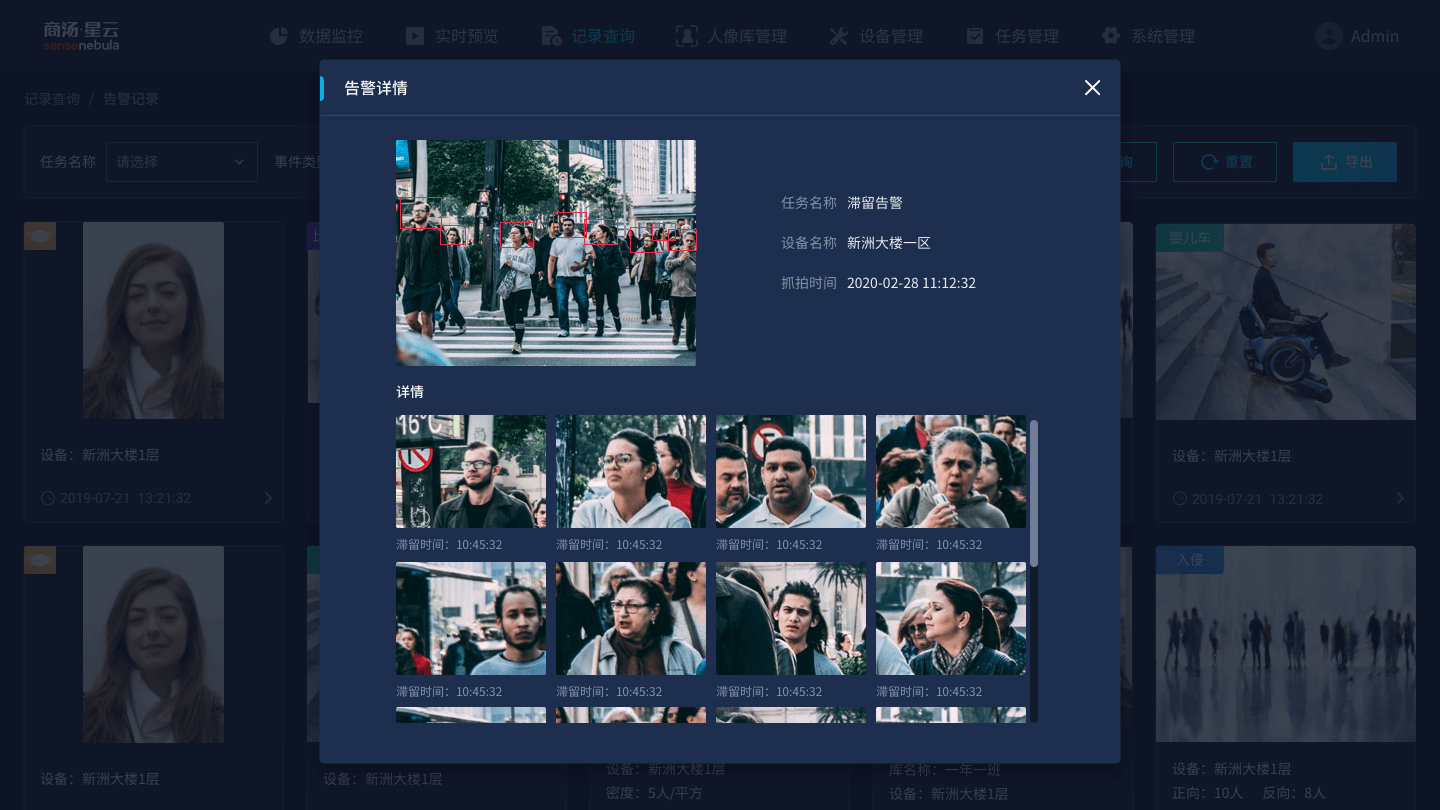 商汤·星云
sensenebula
数据监控
实时预览
记录查询
人像库管理
设备管理
任务管理
系统管理
Admin
告警详情
记录查询 / 告警记录
任务名称
请选择
事件类
询
重置
导出
任务名称 滞留告警
设备名称 新洲大楼一区
抓拍时间 2020-02-28 11:12:32
婴儿车
详情
16°C
设备：新洲大楼1层
设备：新洲大楼1层
2019-07-21 13:21:32
2019-07-21 13:21:32
滞留时间：10:45:32
滞留时间：10:45:32
滞留时间：10:45:32
滞留时间：10:45:32
入侵
滞留时间：10:45:32
滞留时间：10:45:32
滞留时间：10:45:32
滞留时间：10:45:32
设备：新洲大楼1层
设备：新洲大楼1层
设备：新洲大楼1层
库名称：一年一班
设备：新洲大楼1层
密度：5人/平方
设备：新洲大楼1层
正向：10人 反向：8人